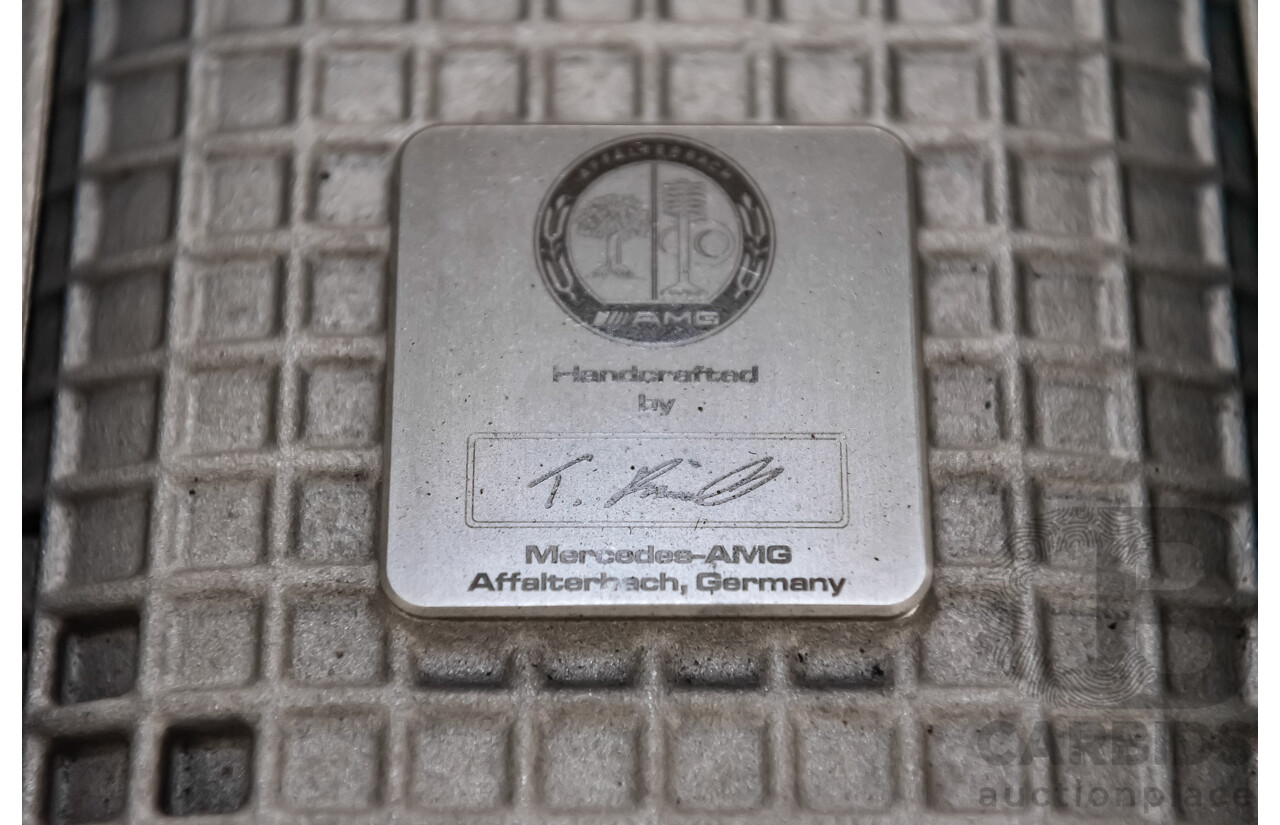 AFFALTERBACH
AMG
Handcrafted
by
T.
Mercedes-AMG
Affalterbach, Germany
CARBIDS
auctionplace